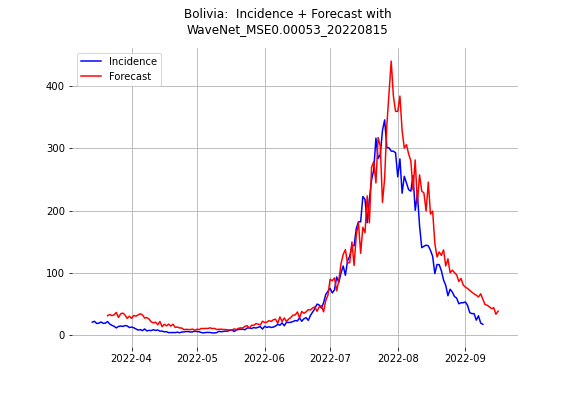 Bolivia:  Incidence + Forecast with
WaveNet_MSE0.00053_20220815
Incidence
Forecast
400
300
200
100
0
2022-04 2022-05 2022-06 2022-07 2022-08 2022-09